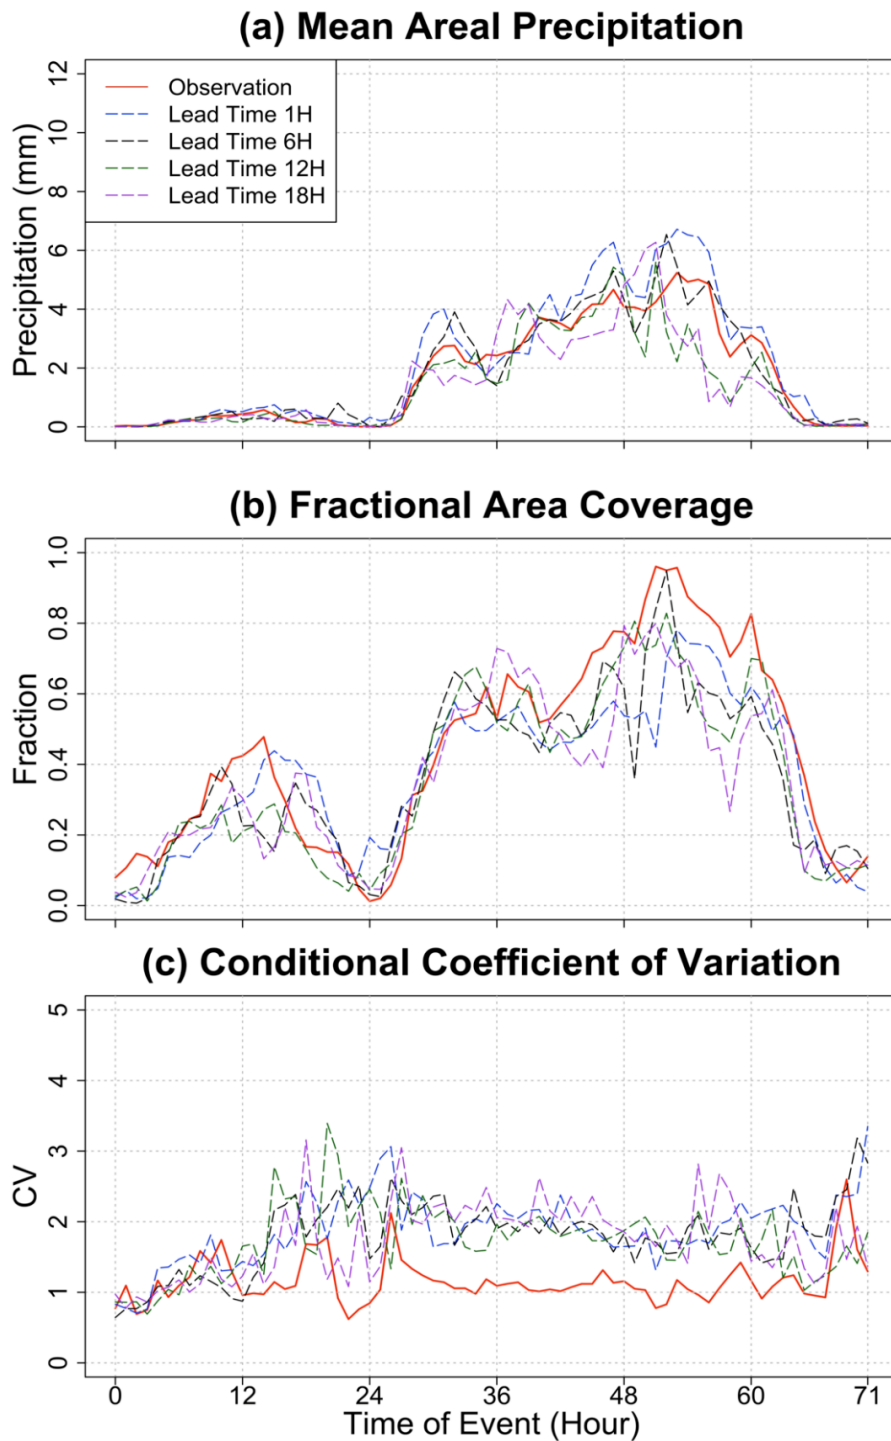 (a) Mean Areal Precipitation
Precipitation (mm)
12
10
8
6
4
2
0
Observation
Lead Time 1H
Lead Time 6H
Lead Time 12H
Lead Time 18H
(b) Fractional Area Coverage
Fraction
1.0
0.8
0.6
0.4
0.2
0.0
(c) Conditional Coefficient of Variation
CV
5
4
3
2
1
0
0 12 24 36 48 60 71
Time of Event (Hour)